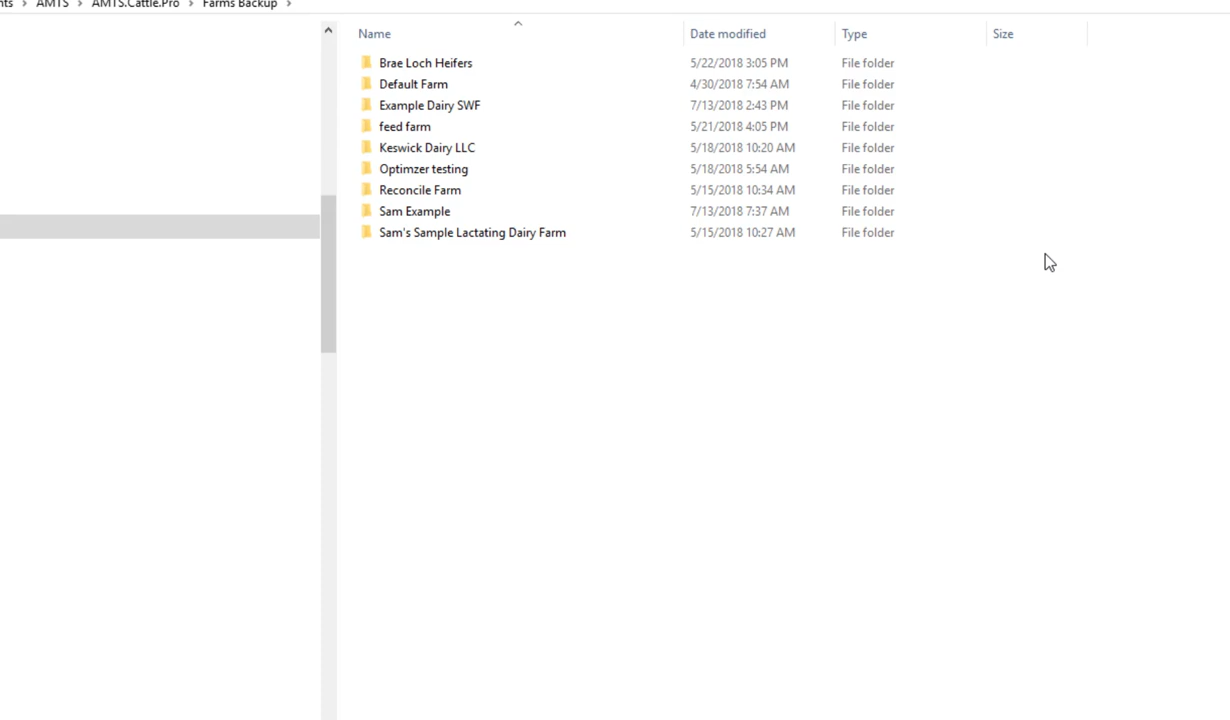 AMTS > AMTS.Cattle.Pro > Farms Backup >
Name Date modified Type Size
Brae Loch Heifers 5/22/2018 3:05 PM File folder
Default Farm 4/30/2018 7:54 AM File folder
Example Dairy SWF 7/13/2018 2:43 PM File folder
feed farm 5/21/2018 4:05 PM File folder
Keswick Dairy LLC 5/18/2018 10:20 AM File folder
Optimzer testing 5/18/2018 5:54 AM File folder
Reconcile Farm 5/15/2018 10:34 AM File folder
Sam Example 7/13/2018 7:37 AM File folder
Sam's Sample Lactating Dairy Farm 5/15/2018 10:27 AM File folder